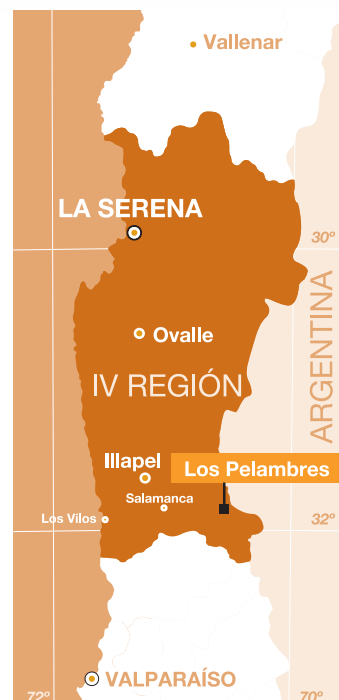 Vallenar
LA SERENA
30º
ARGENTINA
Ovalle
IV REGIÓN
Illapel
Los Pelambres
Salamanca
Los Vilos
32º
VALPARAÍSO
72º
70º